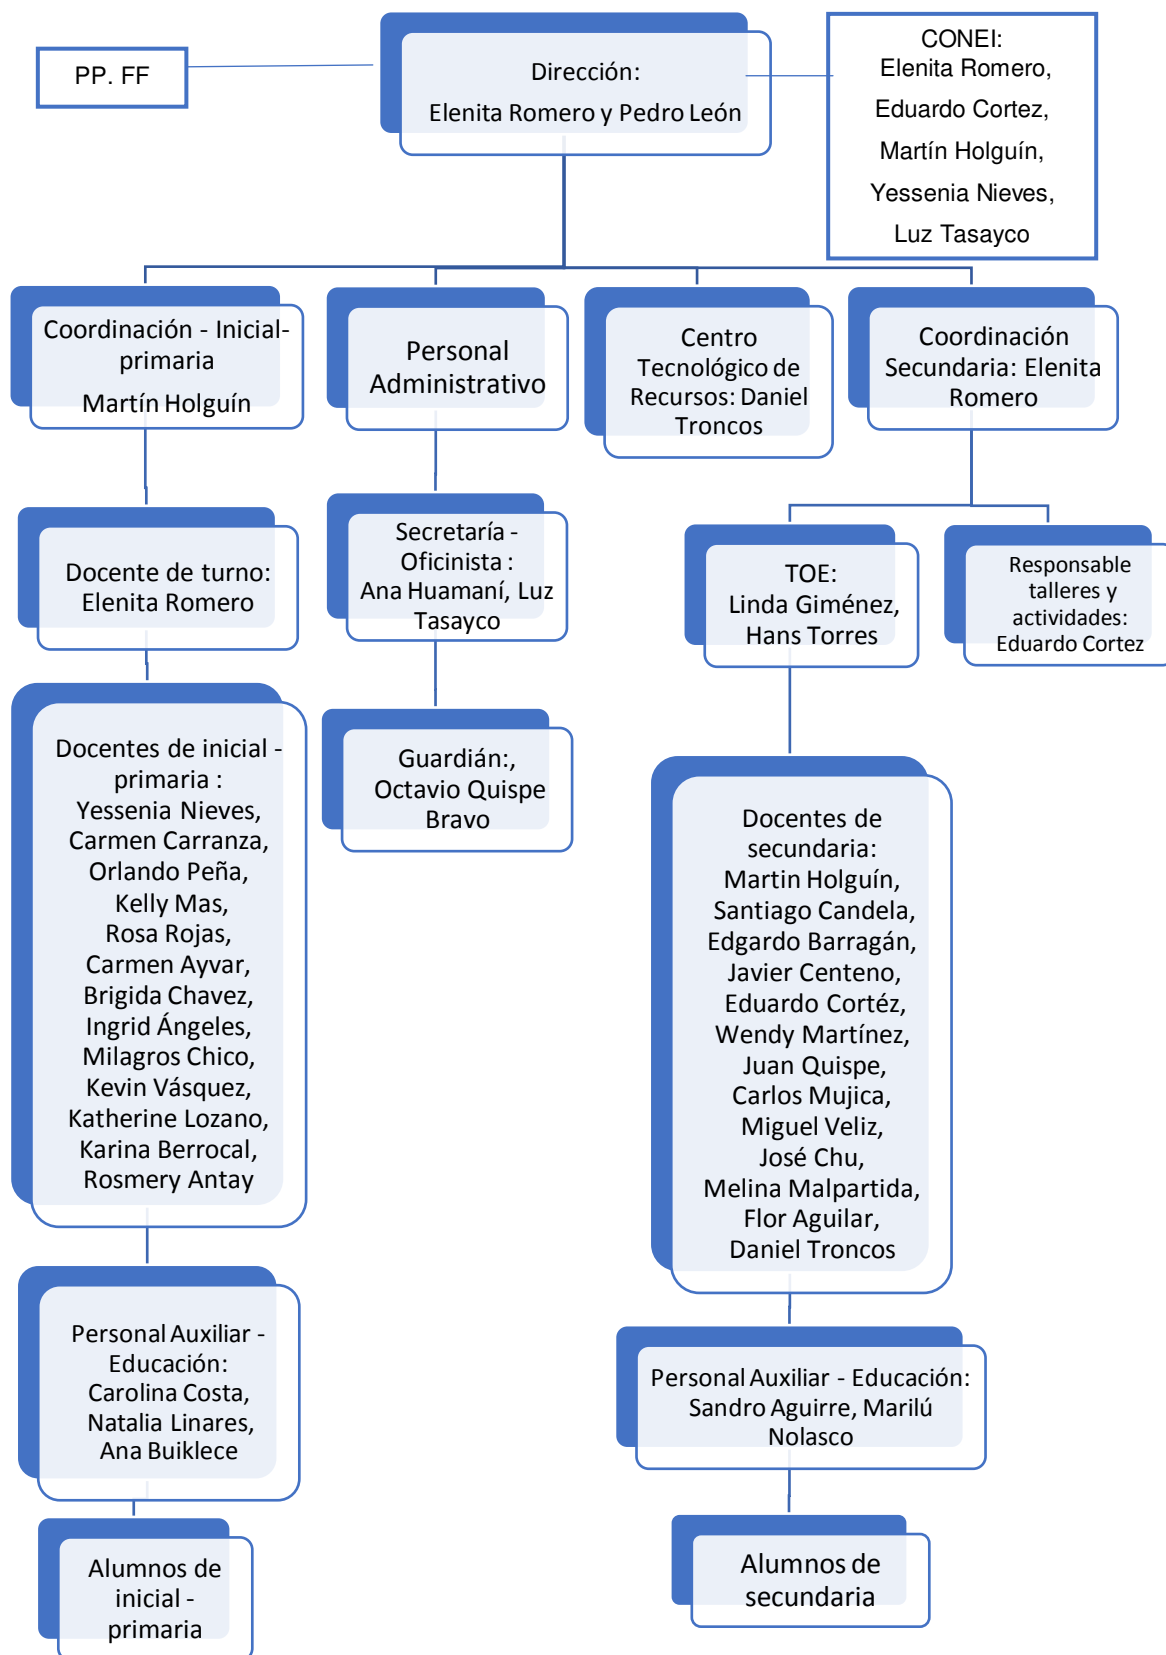 PP. FF
Dirección:
Elenita Romero y Pedro León
CONEI:
Elenita Romero,
Eduardo Cortez,
Martín Holguín,
Yessenia Nieves,
Luz Tasayco
Coordinación - Inicial-
primaria
Martín Holguín
Personal
Administrativo
Centro
Tecnológico de
Recursos: Daniel
Troncos
Coordinación
Secundaria: Elenita
Romero
Docente de turno:
Elenita Romero
Secretaría -
Oficinista :
Ana Huamaní, Luz
Tasayco
TOE:
Linda Giménez,
Hans Torres
Responsable
talleres y
actividades:
Eduardo Cortez
Docentes de inicial -
primaria :
Yessenia Nieves,
Carmen Carranza,
Orlando Peña,
Kelly Mas,
Rosa Rojas,
Carmen Ayvar,
Brigida Chavez,
Ingrid Ángeles,
Milagros Chico,
Kevin Vásquez,
Katherine Lozano,
Karina Berrocal,
Rosmery Antay
Guardián:,
Octavio Quispe
Bravo
Docentes de
secundaria:
Martin Holguín,
Santiago Candela,
Edgardo Barragán,
Javier Centeno,
Eduardo Cortéz,
Wendy Martínez,
Juan Quispe,
Carlos Mujica,
Miguel Veliz,
José Chu,
Melina Malpartida,
Flor Aguilar,
Daniel Troncos
Personal Auxiliar -
Educación:
Carolina Costa,
Natalia Linares,
Ana Buiklece
Personal Auxiliar - Educación:
Sandro Aguirre, Marilú
Nolasco
Alumnos de
inicial -
primaria
Alumnos de
secundaria